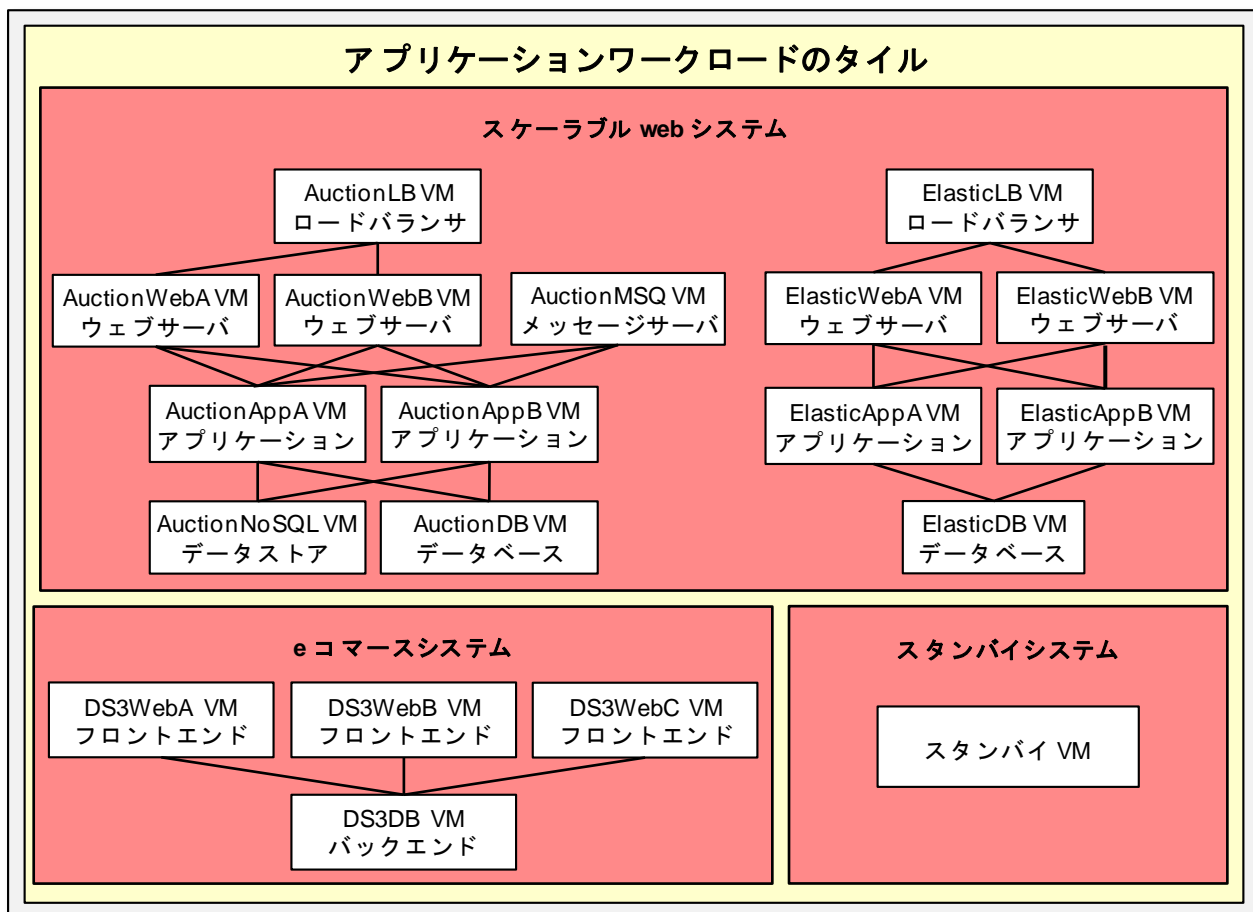 アプリケーションワークロードのタイル
スケーラブル web システム
AuctionLB VM
ロードバランサ
ElasticLB VM
ロードバランサ
AuctionWebA VM
ウェブサーバ
AuctionWebB VM
ウェブサーバ
AuctionMSQ VM
メッセージサーバ
ElasticWebA VM
ウェブサーバ
ElasticWebB VM
ウェブサーバ
AuctionAppA VM
アプリケーション
AuctionAppB VM
アプリケーション
ElasticAppA VM
アプリケーション
ElasticAppB VM
アプリケーション
AuctionNoSQL VM
データストア
AuctionDB VM
データベース
ElasticDB VM
データベース
e コマースシステム
DS3WebA VM
フロントエンド
DS3WebB VM
フロントエンド
DS3WebC VM
フロントエンド
DS3DB VM
バックエンド
スタンバイシステム
スタンバイ VM